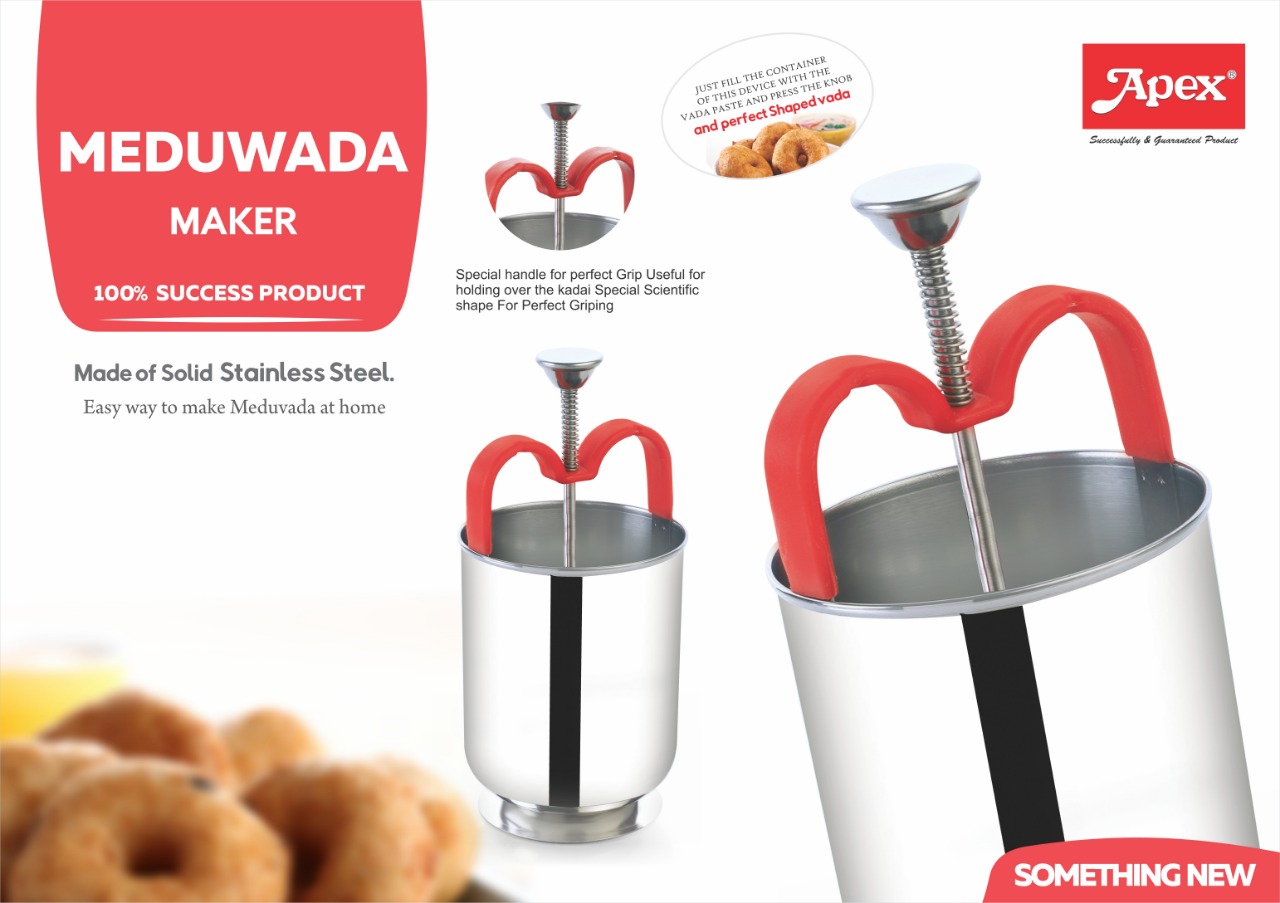 MEDUWADA
MAKER
100% SUCCESS PRODUCT
Made of Solid Stainless Steel.
Easy way to make Meduvada at home
Special handle for perfect Grip Useful for
holding over the kadai Special Scientific
shape For Perfect Griping
JUST FILL THE CONTAINER
OF THIS DEVICE WITH THE
VADA PASTE AND PRESS THE KNOB
and perfect Shaped vada
Apex®
Successfully & Guaranteed Product
SOMETHING NEW